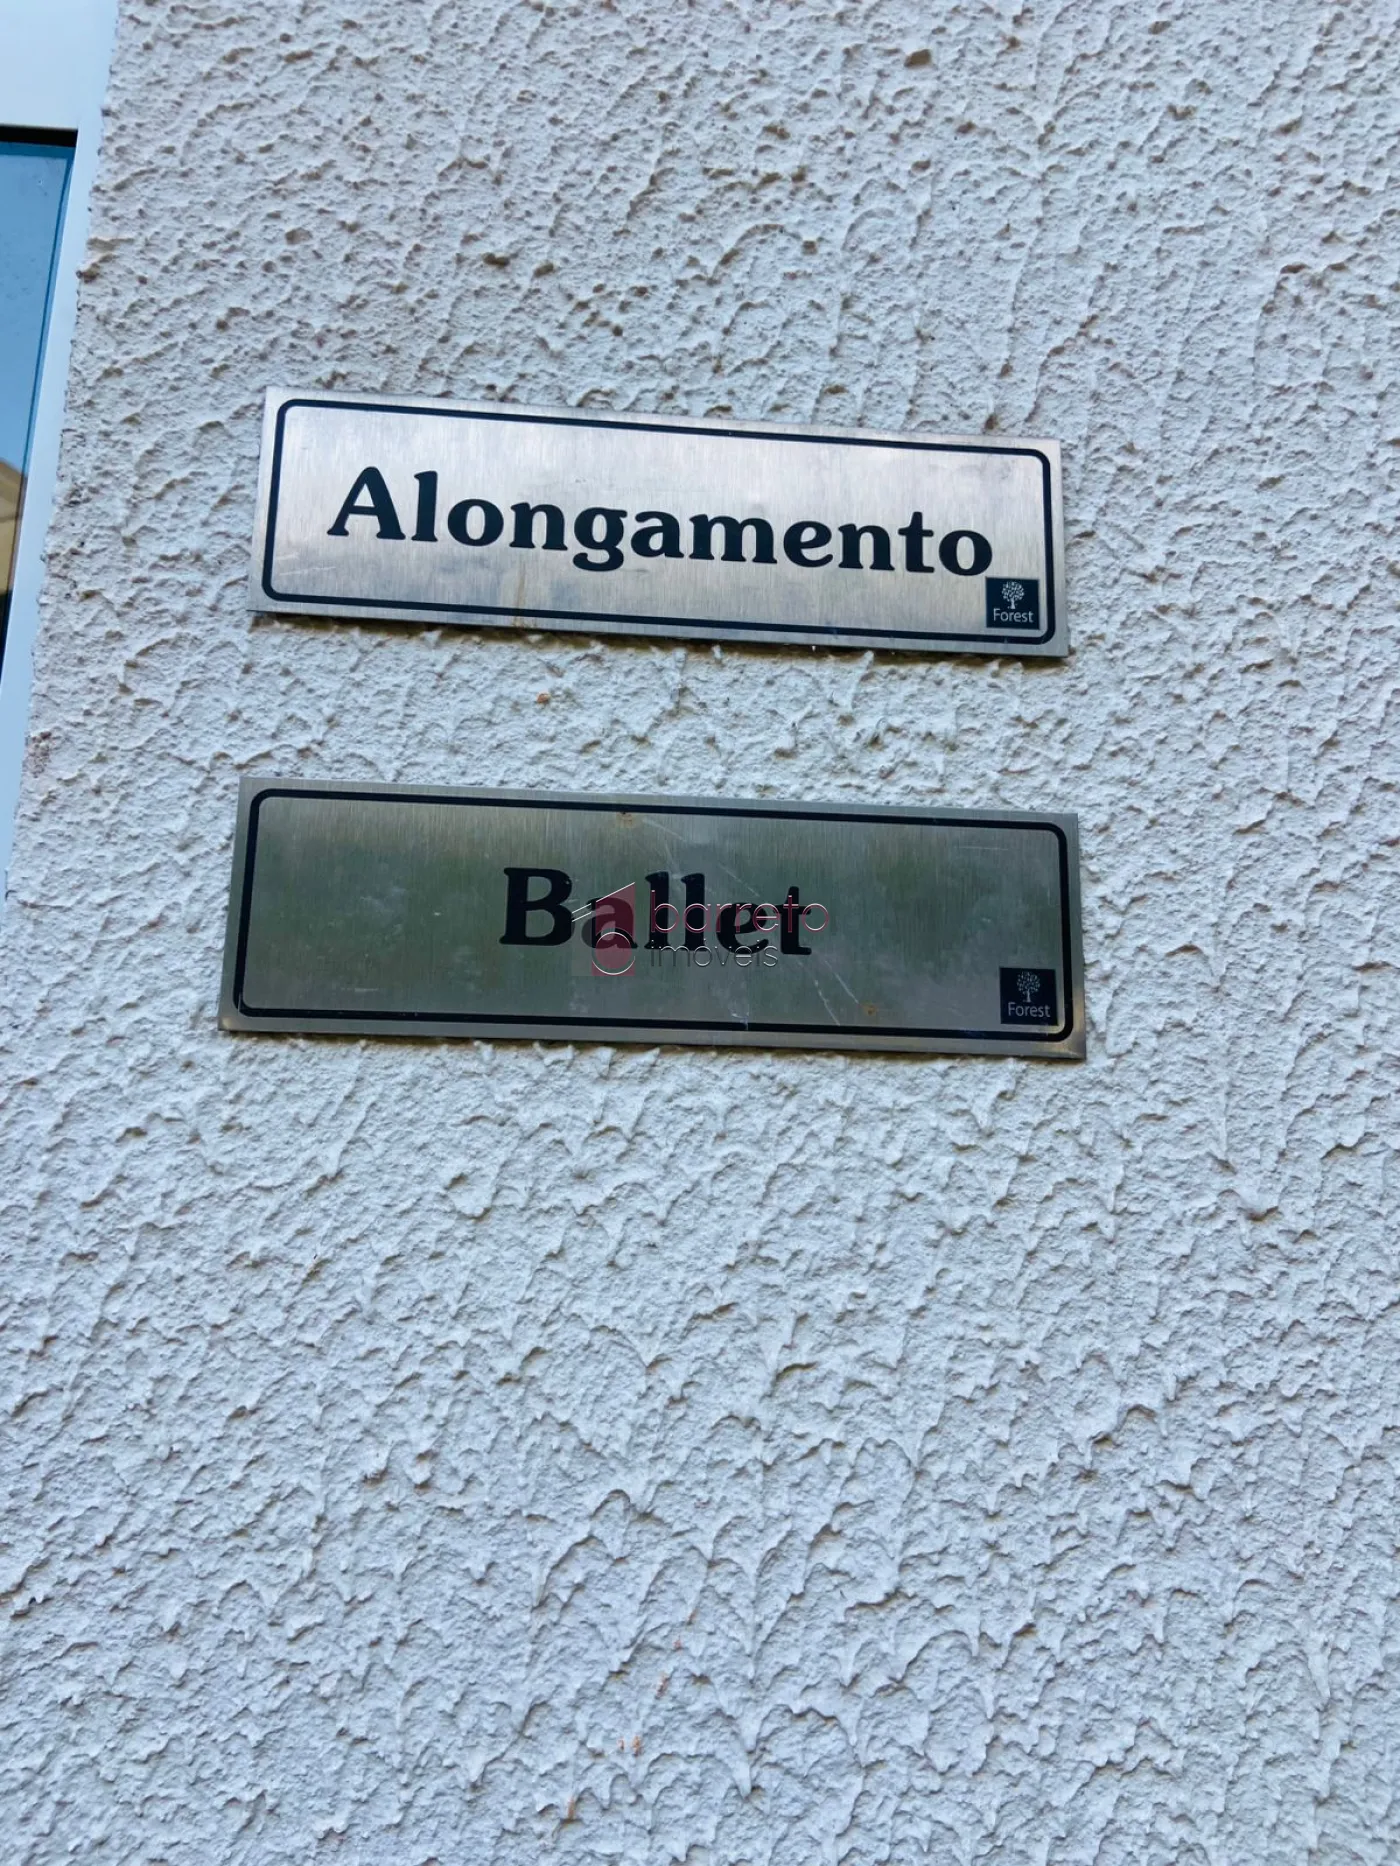 Alongamento
Forest
Ballet
barreto
imóveis
Forest